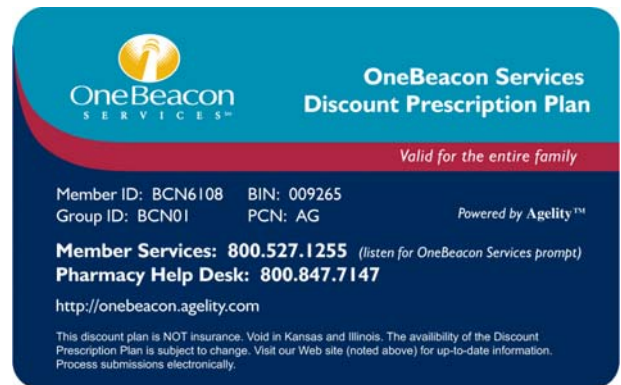 OneBeacon
SERVICES℠
OneBeacon Services
Discount Prescription Plan
Valid for the entire family
Member ID: BCN6108 BIN: 009265
Group ID: BCN01 PCN: AG
Powered by Agelity™
Member Services: 800.527.1255 (listen for OneBeacon Services prompt)
Pharmacy Help Desk: 800.847.7147
http://onebeacon.agelity.com
This discount plan is NOT insurance. Void in Kansas and Illinois. The availibility of the Discount
Prescription Plan is subject to change. Visit our Web site (noted above) for up-to-date information.
Process submissions electronically.